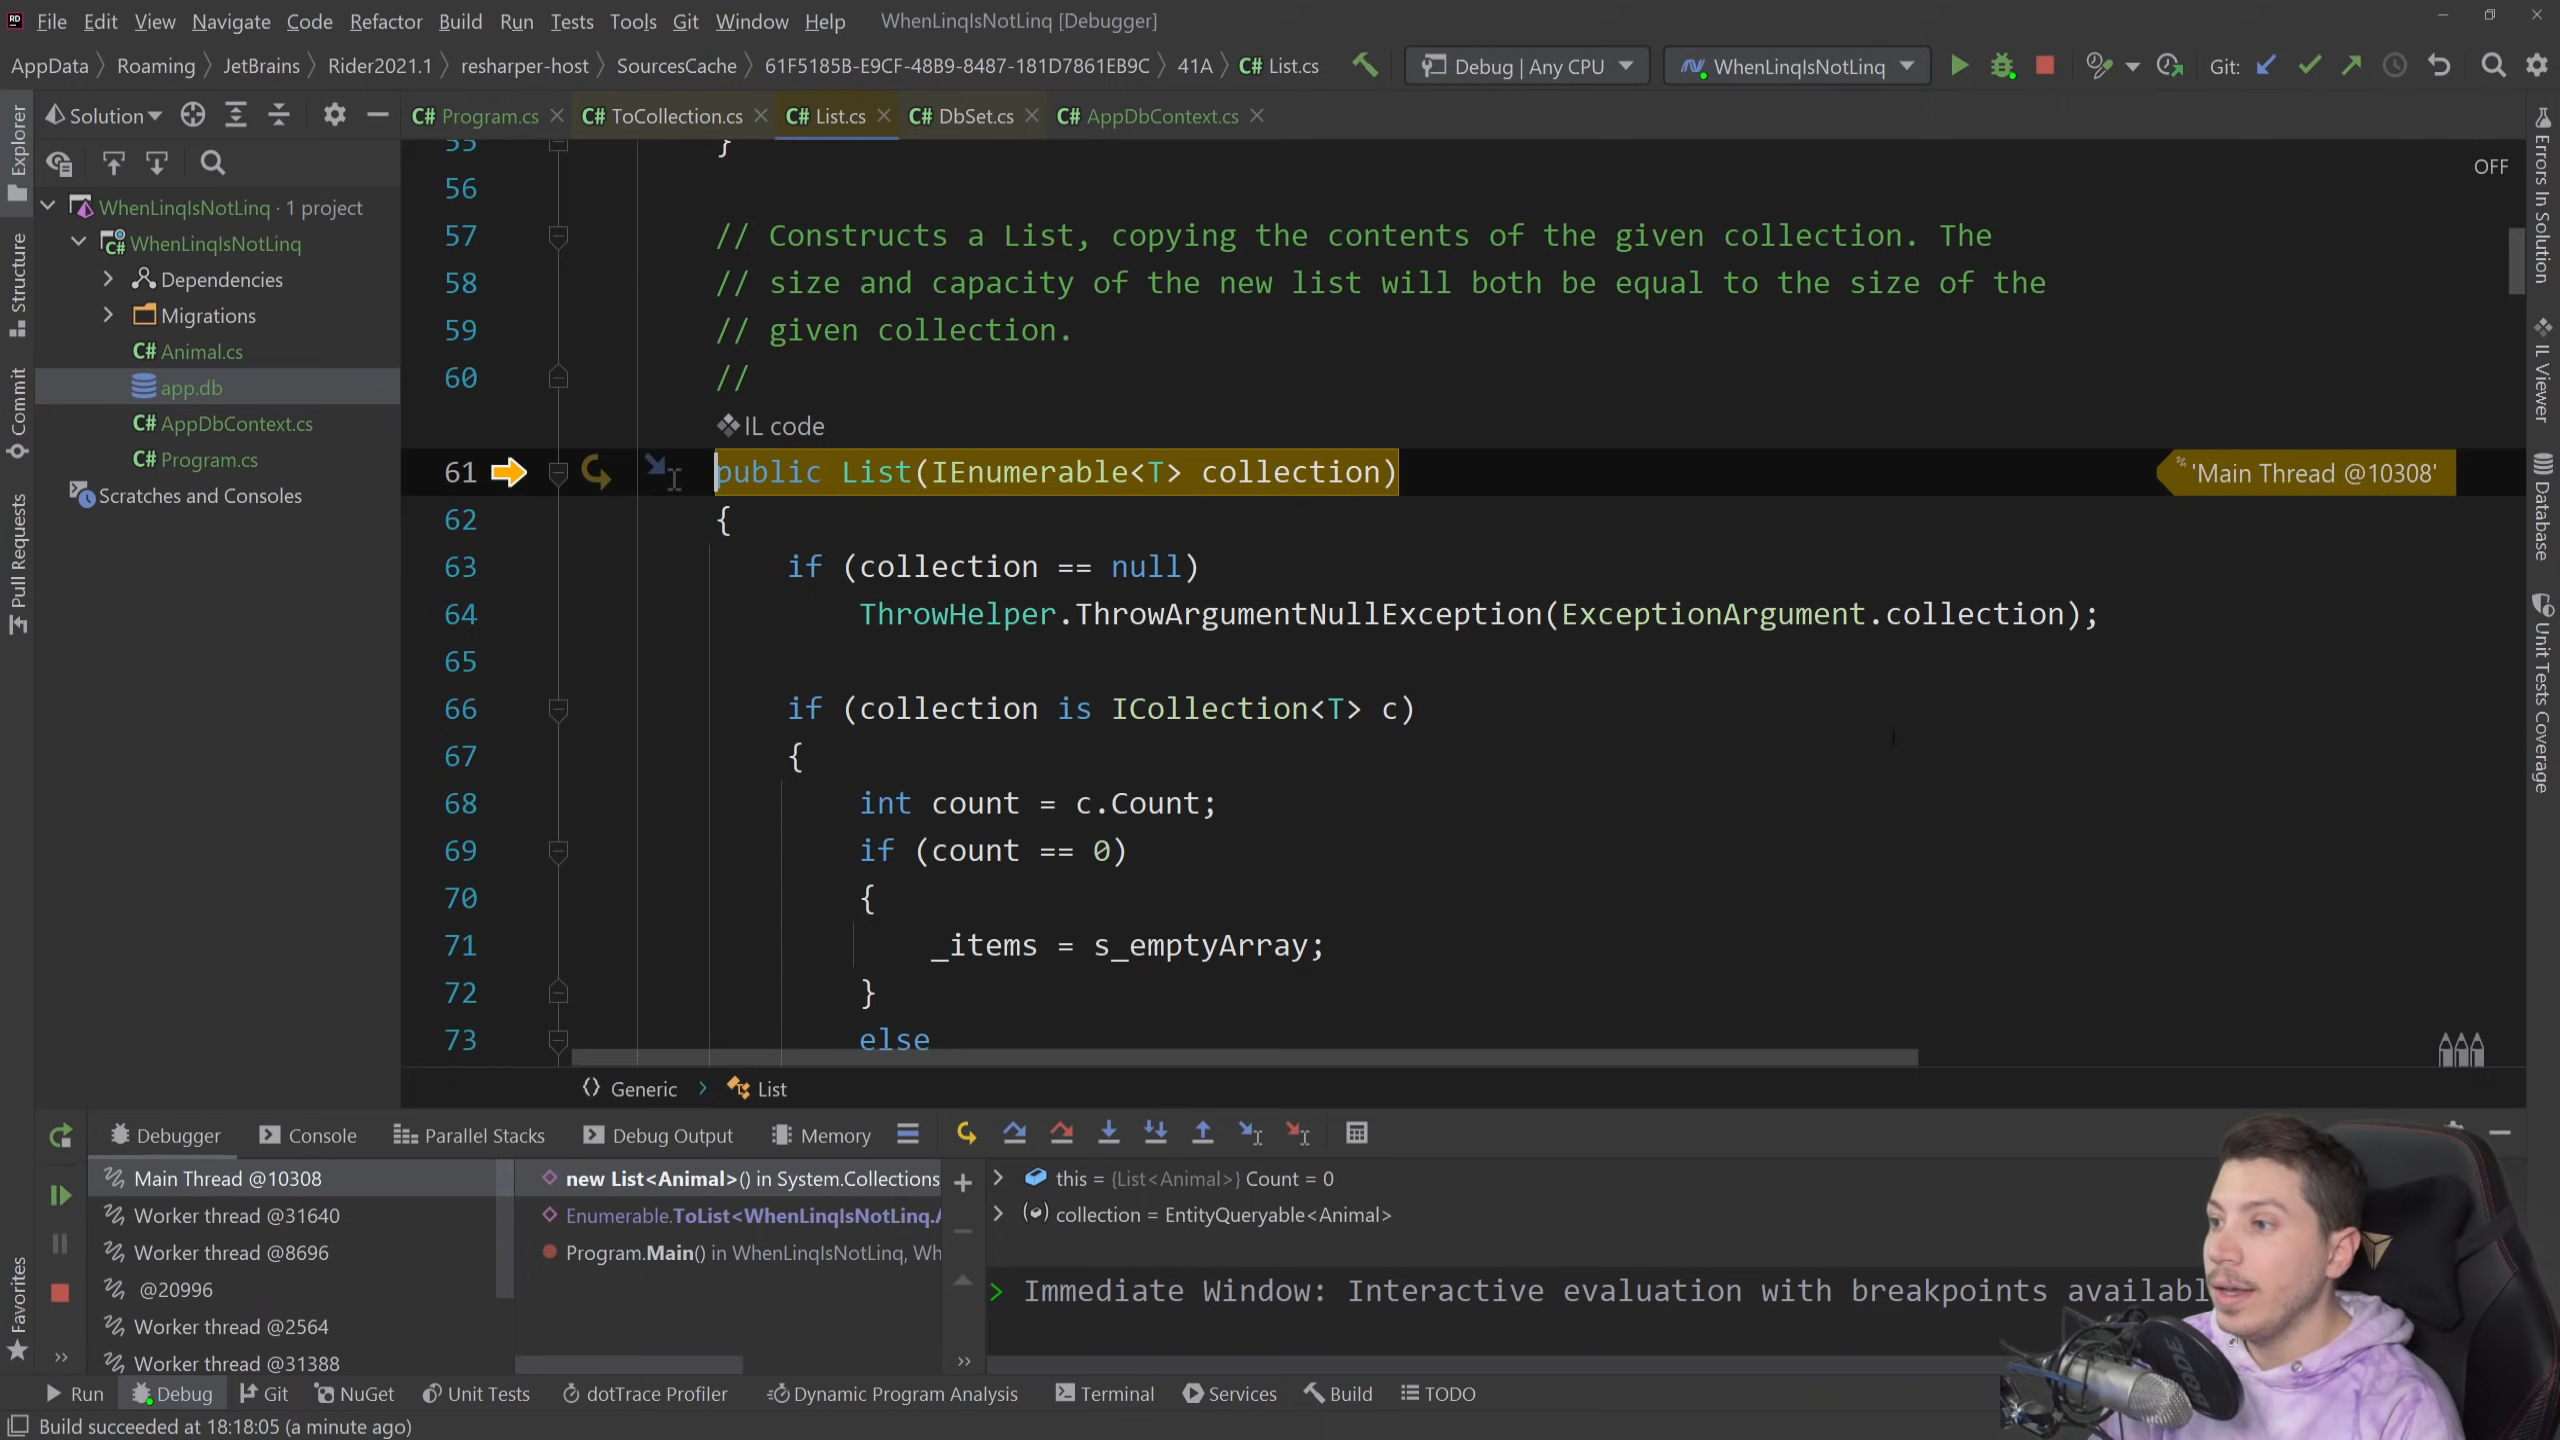 File Edit View Navigate Code Refactor Build Run Tests Tools Git Window Help WhenLinqIsNotLinq [Debugger]
AppData Roaming JetBrains Rider2021.1 resharper-host SourcesCache 61F5185B-E9CF-48B9-8487-181D7861EB9C 41A C# List.cs Debug | Any CPU WhenLinqIsNotLinq Git:
Solution
C# Program.cs C# ToCollection.cs C# List.cs C# DbSet.cs C# AppDbContext.cs
Explorer
Structure
Commit
Pull Requests
Favorites
WhenLinqIsNotLinq · 1 project
WhenLinqIsNotLinq
Dependencies
Migrations
C# Animal.cs
app.db
C# AppDbContext.cs
C# Program.cs
Scratches and Consoles
OFF
55 }
56
57 // Constructs a List, copying the contents of the given collection. The
58 // size and capacity of the new list will both be equal to the size of the
59 // given collection.
60 //
IL code
61 public List(IEnumerable<T> collection) 'Main Thread @10308'
62 {
63 if (collection == null)
64 ThrowHelper.ThrowArgumentNullException(ExceptionArgument.collection);
65
66 if (collection is ICollection<T> c)
67 {
68 int count = c.Count;
69 if (count == 0)
70 {
71 _items = s_emptyArray;
72 }
73 else
Generic List
Errors In Solution
IL Viewer
Database
Unit Tests Coverage
Debugger Console Parallel Stacks Debug Output Memory
Main Thread @10308
Worker thread @31640
Worker thread @8696
@20996
Worker thread @2564
Worker thread @31388
new List<Animal>() in System.Collections
Enumerable.ToList<WhenLinqIsNotLinq.
Program.Main() in WhenLinqIsNotLinq, Wh
this = {List<Animal>} Count = 0
collection = EntityQueryable<Animal>
> Immediate Window: Interactive evaluation with breakpoints availabl
RODE
Run Debug Git NuGet Unit Tests dotTrace Profiler Dynamic Program Analysis Terminal Services Build TODO
Build succeeded at 18:18:05 (a minute ago)